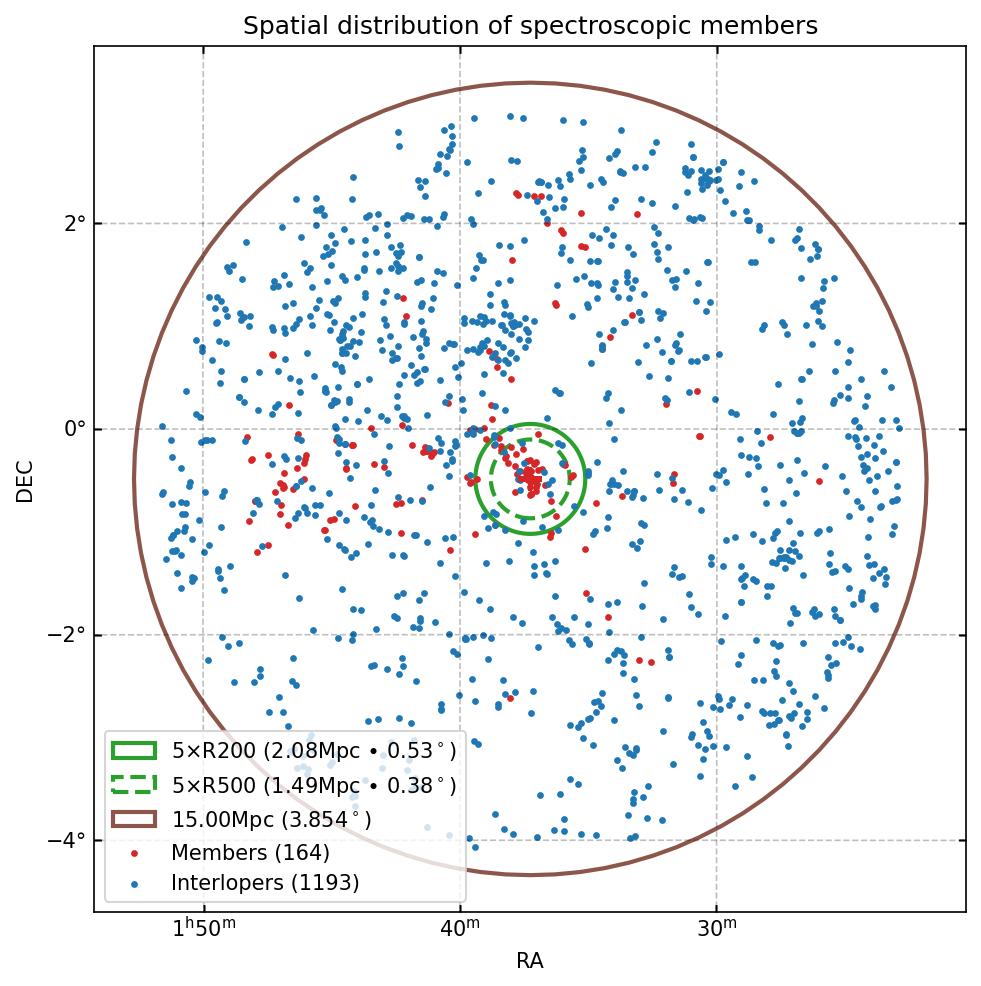 Spatial distribution of spectroscopic members
DEC
2°
0°
−2°
−4°
5×R200 (2.08Mpc • 0.53°)
5×R500 (1.49Mpc • 0.38°)
15.00Mpc (3.854°)
Members (164)
Interlopers (1193)
1ʰ50ᵐ 40ᵐ 30ᵐ
RA